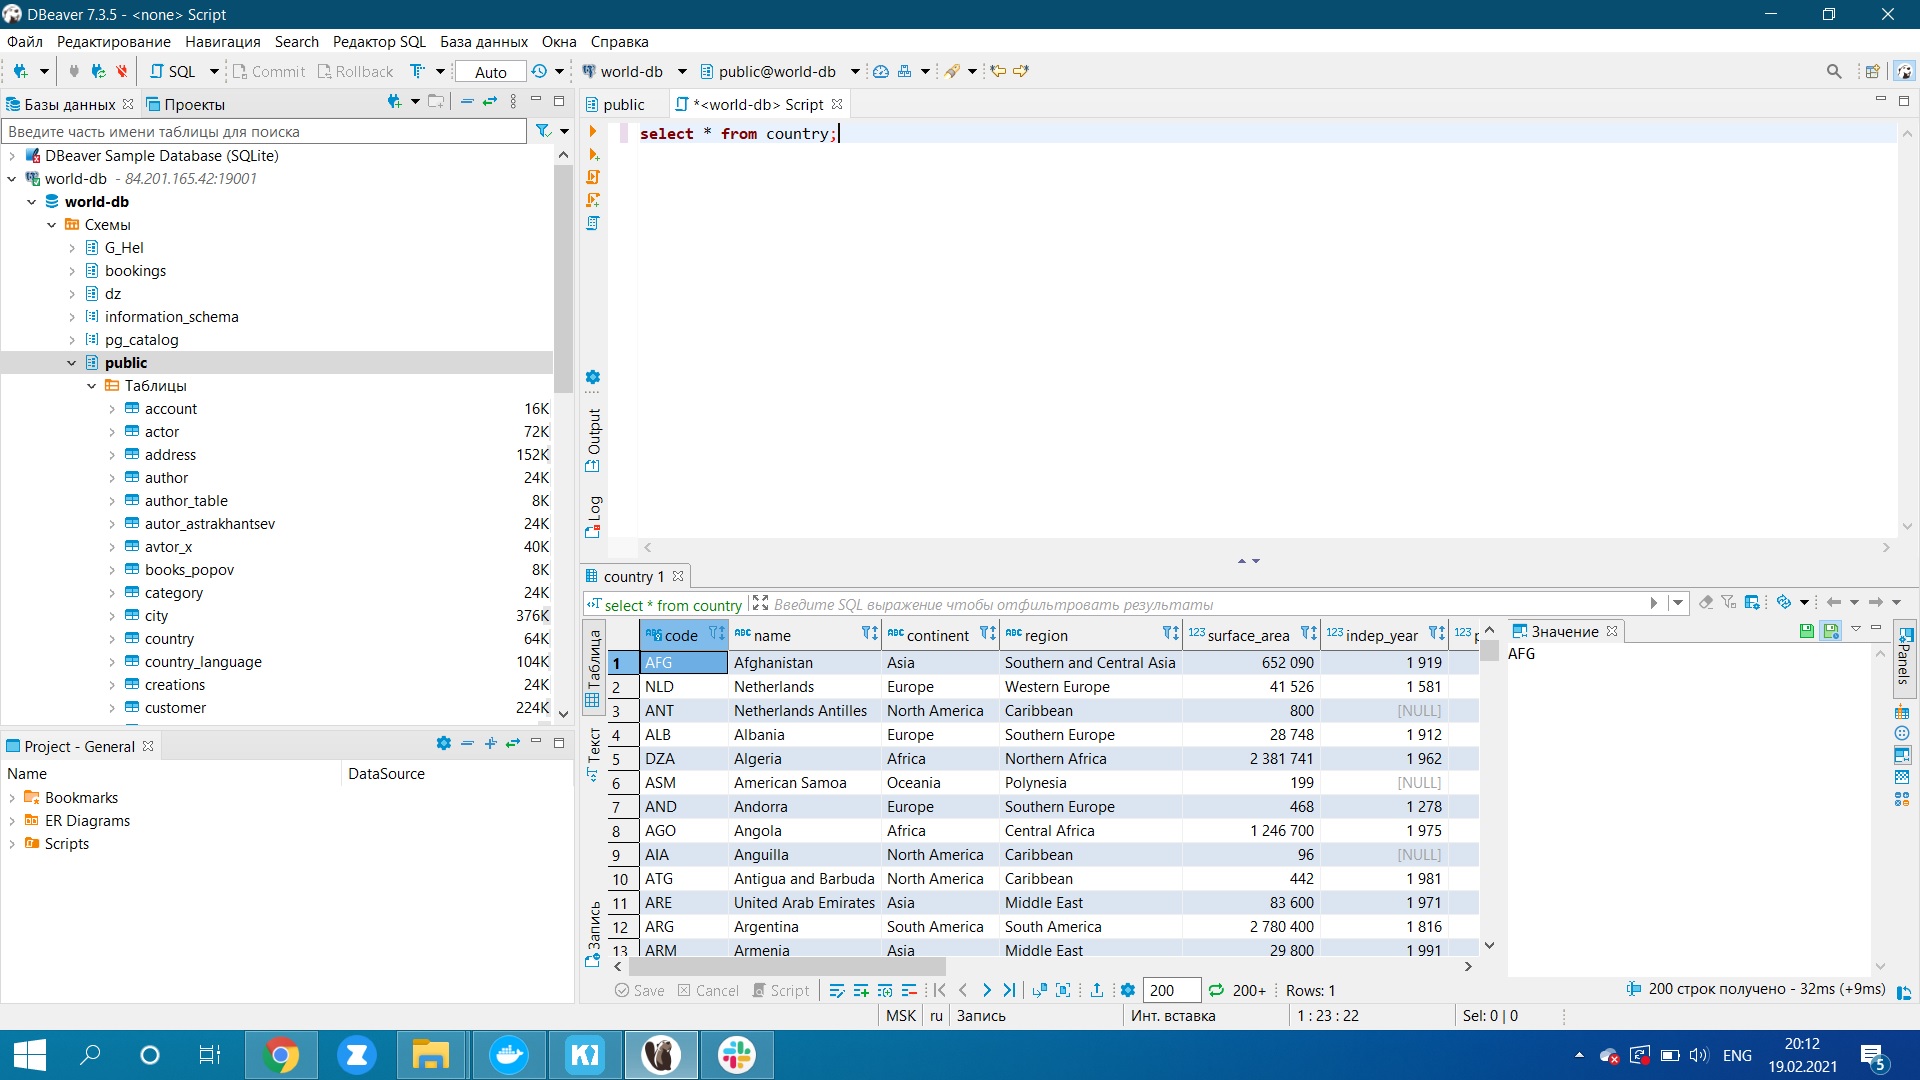 DBeaver 7.3.5 - <none> Script
Файл Редактирование Навигация Search Редактор SQL База данных Окна Справка
SQL Commit Rollback Auto world-db public@world-db
Базы данных Проекты
Введите часть имени таблицы для поиска
DBeaver Sample Database (SQLite)
world-db - 84.201.165.42:19001
world-db
Схемы
G_Hel
bookings
dz
information_schema
pg_catalog
public
Таблицы
account 16K
actor 72K
address 152K
author 24K
author_table 8K
autor_astrakhantsev 24K
avtor_x 40K
books_popov 8K
category 24K
city 376K
country 64K
country_language 104K
creations 24K
customer 224K
Project - General
Name DataSource
Bookmarks
ER Diagrams
Scripts
public *<world-db> Script
select * from country;
Output
Log
country 1
select * from country Введите SQL выражение чтобы отфильтровать результаты
Таблица
Текст
Запись
ABC code ABC name ABC continent ABC region 123 surface_area 123 indep_year 123
1 AFG Afghanistan Asia Southern and Central Asia 652 090 1 919
2 NLD Netherlands Europe Western Europe 41 526 1 581
3 ANT Netherlands Antilles North America Caribbean 800 [NULL]
4 ALB Albania Europe Southern Europe 28 748 1 912
5 DZA Algeria Africa Northern Africa 2 381 741 1 962
6 ASM American Samoa Oceania Polynesia 199 [NULL]
7 AND Andorra Europe Southern Europe 468 1 278
8 AGO Angola Africa Central Africa 1 246 700 1 975
9 AIA Anguilla North America Caribbean 96 [NULL]
10 ATG Antigua and Barbuda North America Caribbean 442 1 981
11 ARE United Arab Emirates Asia Middle East 83 600 1 971
12 ARG Argentina South America South America 2 780 400 1 816
13 ARM Armenia Asia Middle East 29 800 1 991
Значение
AFG
Panels
Save Cancel Script 200 200+ Rows: 1
200 строк получено - 32ms (+9ms)
MSK ru Запись Инт. вставка 1 : 23 : 22 Sel: 0 | 0
ENG
20:12
19.02.2021
5